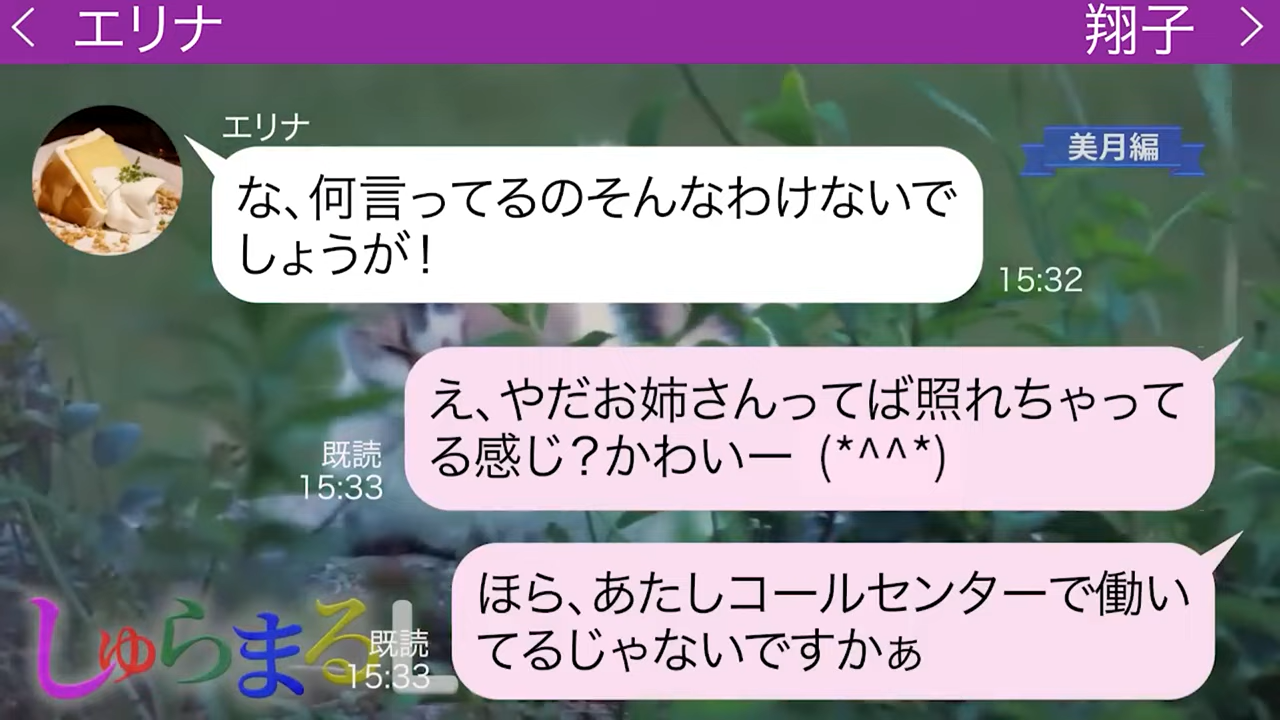 エリナ
翔子
エリナ
美月編
な、何言ってるのそんなわけないで
しょうが！
15:32
え、やだお姉さんってば照れちゃって
る感じ？かわいー (*^^*)
既読
15:33
ほら、あたしコールセンターで働い
てるじゃないですかぁ
既読
15:33
しゅらまるL